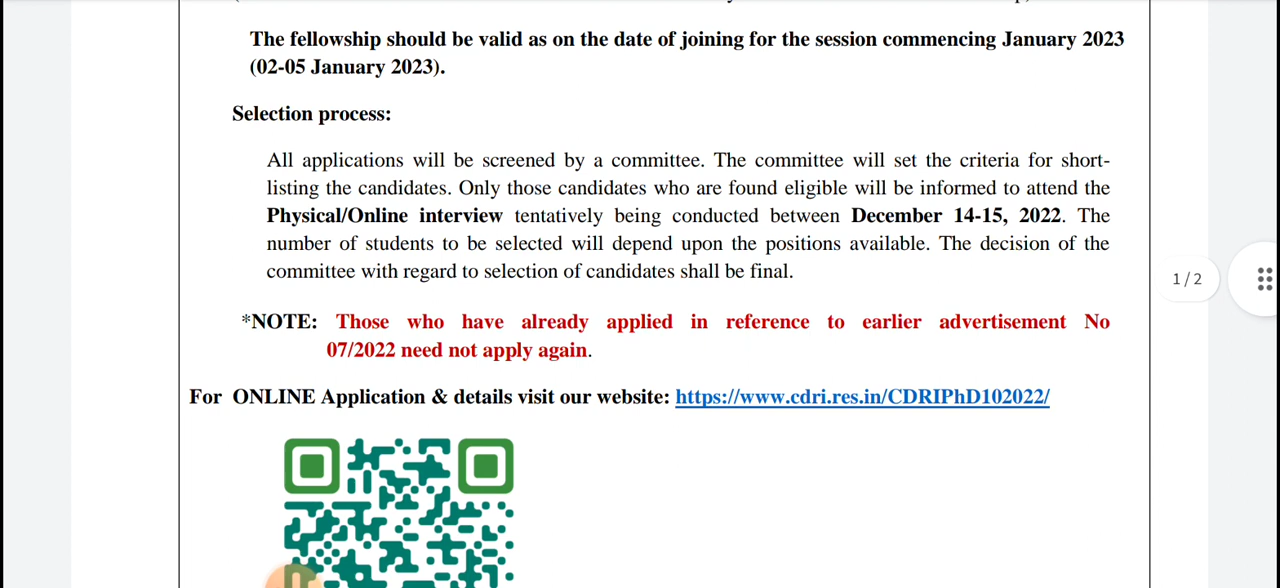 The fellowship should be valid as on the date of joining for the session commencing January 2023
(02-05 January 2023).
Selection process:
All applications will be screened by a committee. The committee will set the criteria for short-
listing the candidates. Only those candidates who are found eligible will be informed to attend the
Physical/Online interview tentatively being conducted between December 14-15, 2022. The
number of students to be selected will depend upon the positions available. The decision of the
committee with regard to selection of candidates shall be final.
1 / 2
*NOTE: Those who have already applied in reference to earlier advertisement No
07/2022 need not apply again.
For ONLINE Application & details visit our website: https://www.cdri.res.in/CDRIPhD102022/